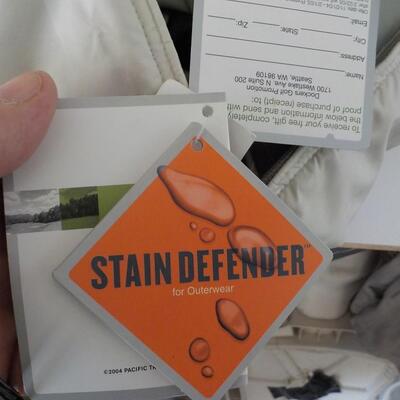 STAIN DEFENDER™
for Outerwear
©2004 PACIFIC
To receive your free gift, completely
the below information and send with
proof of purchase (receipt) to:
Dockers Golf Promotion
1700 Westlake Ave. N Suite 200
Seattle, WA 98109
Name:
Address:
City:
State:
Zip:
Email: